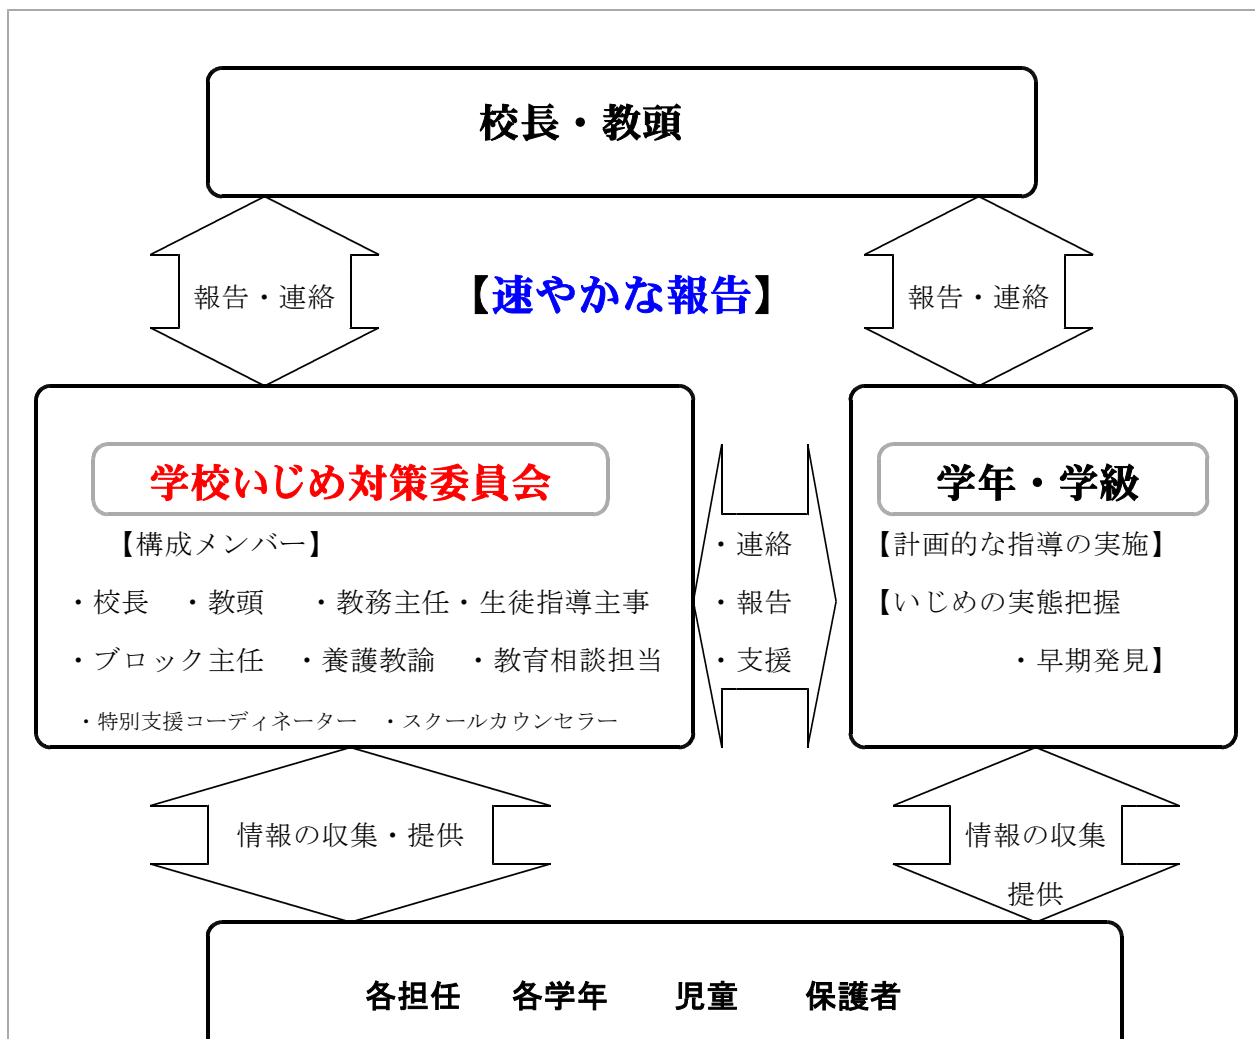 校長・教頭
報告・連絡
【速やかな報告】
報告・連絡
学校いじめ対策委員会
【構成メンバー】
・校長　・教頭　　・教務主任・生徒指導主事
・ブロック主任　・養護教諭　・教育相談担当
・特別支援コーディネーター　・スクールカウンセラー
・連絡
・報告
・支援
学年・学級
【計画的な指導の実施】
【いじめの実態把握
・早期発見】
情報の収集・提供
情報の収集
提供
各担任　各学年　　児童　　保護者